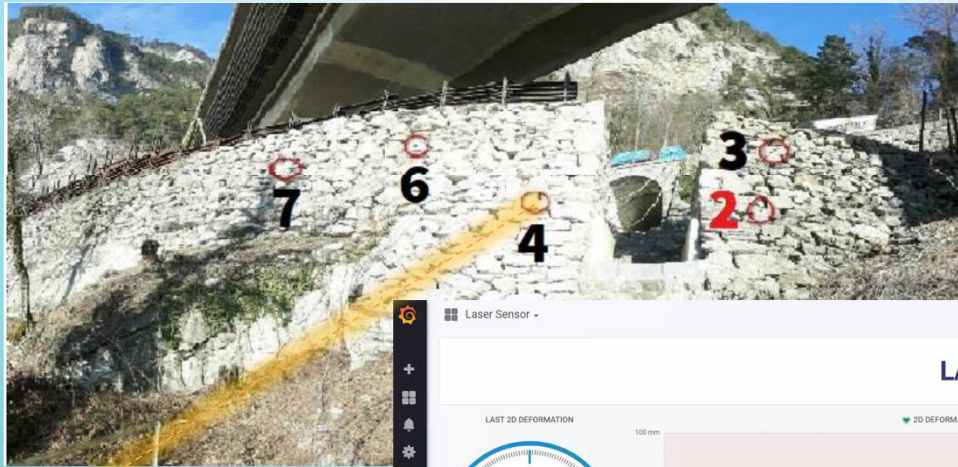 3
6
7
2
4
Laser Sensor
LA
LAST 2D DEFORMATION
2D DEFORMA
100 mm